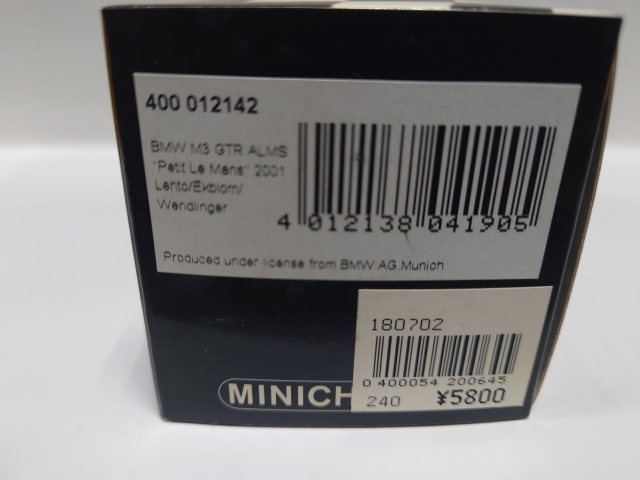 400 012142
BMW M3 GTR ALMS
"Petit Le Mans" 2001
Lehto/Ekblom/
Wendlinger
4 012138 041905
Produced under license from BMW AG.Munich
180702
0 400054 200645
240 ¥5800
MINICH